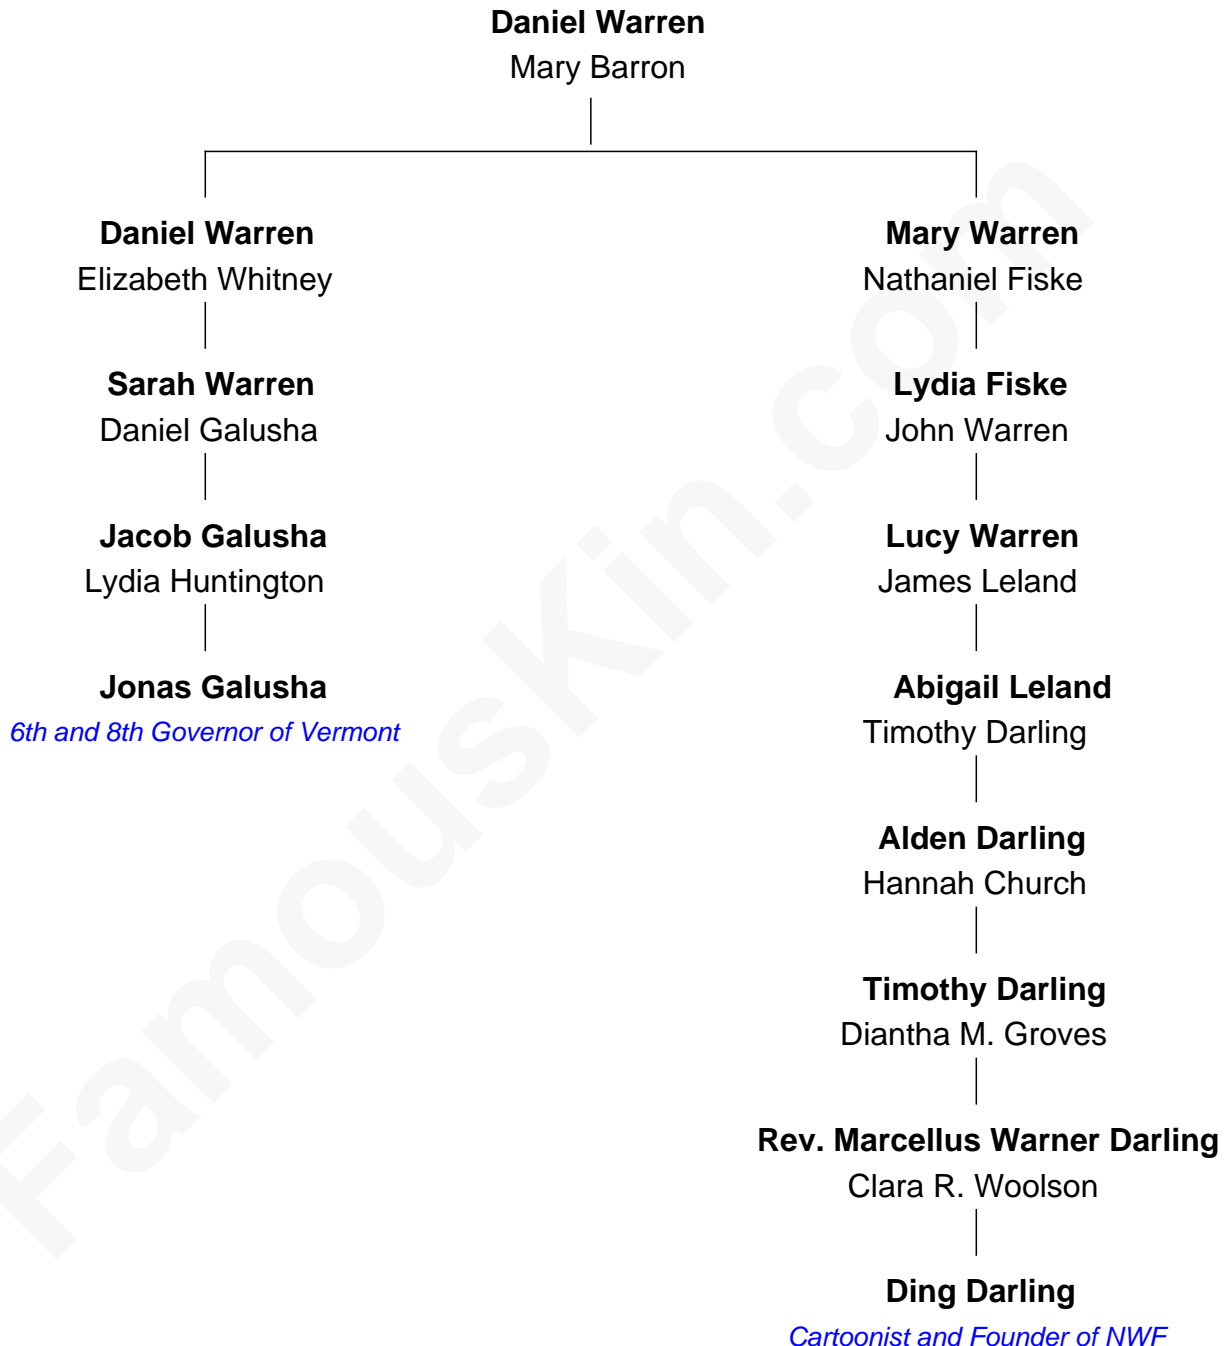 Daniel Warren
Mary Barron
Daniel Warren
Elizabeth Whitney
Sarah Warren
Daniel Galusha
Jacob Galusha
Lydia Huntington
Jonas Galusha
6th and 8th Governor of Vermont
Mary Warren
Nathaniel Fiske
Lydia Fiske
John Warren
Lucy Warren
James Leland
Abigail Leland
Timothy Darling
Alden Darling
Hannah Church
Timothy Darling
Diantha M. Groves
Rev. Marcellus Warner Darling
Clara R. Woolson
Ding Darling
Cartoonist and Founder of NWF
FamousKin.com